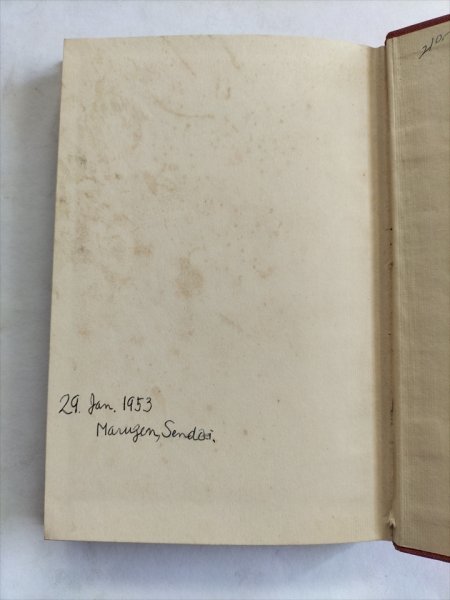 29. Jan. 1953
Maruzen, Sendai.